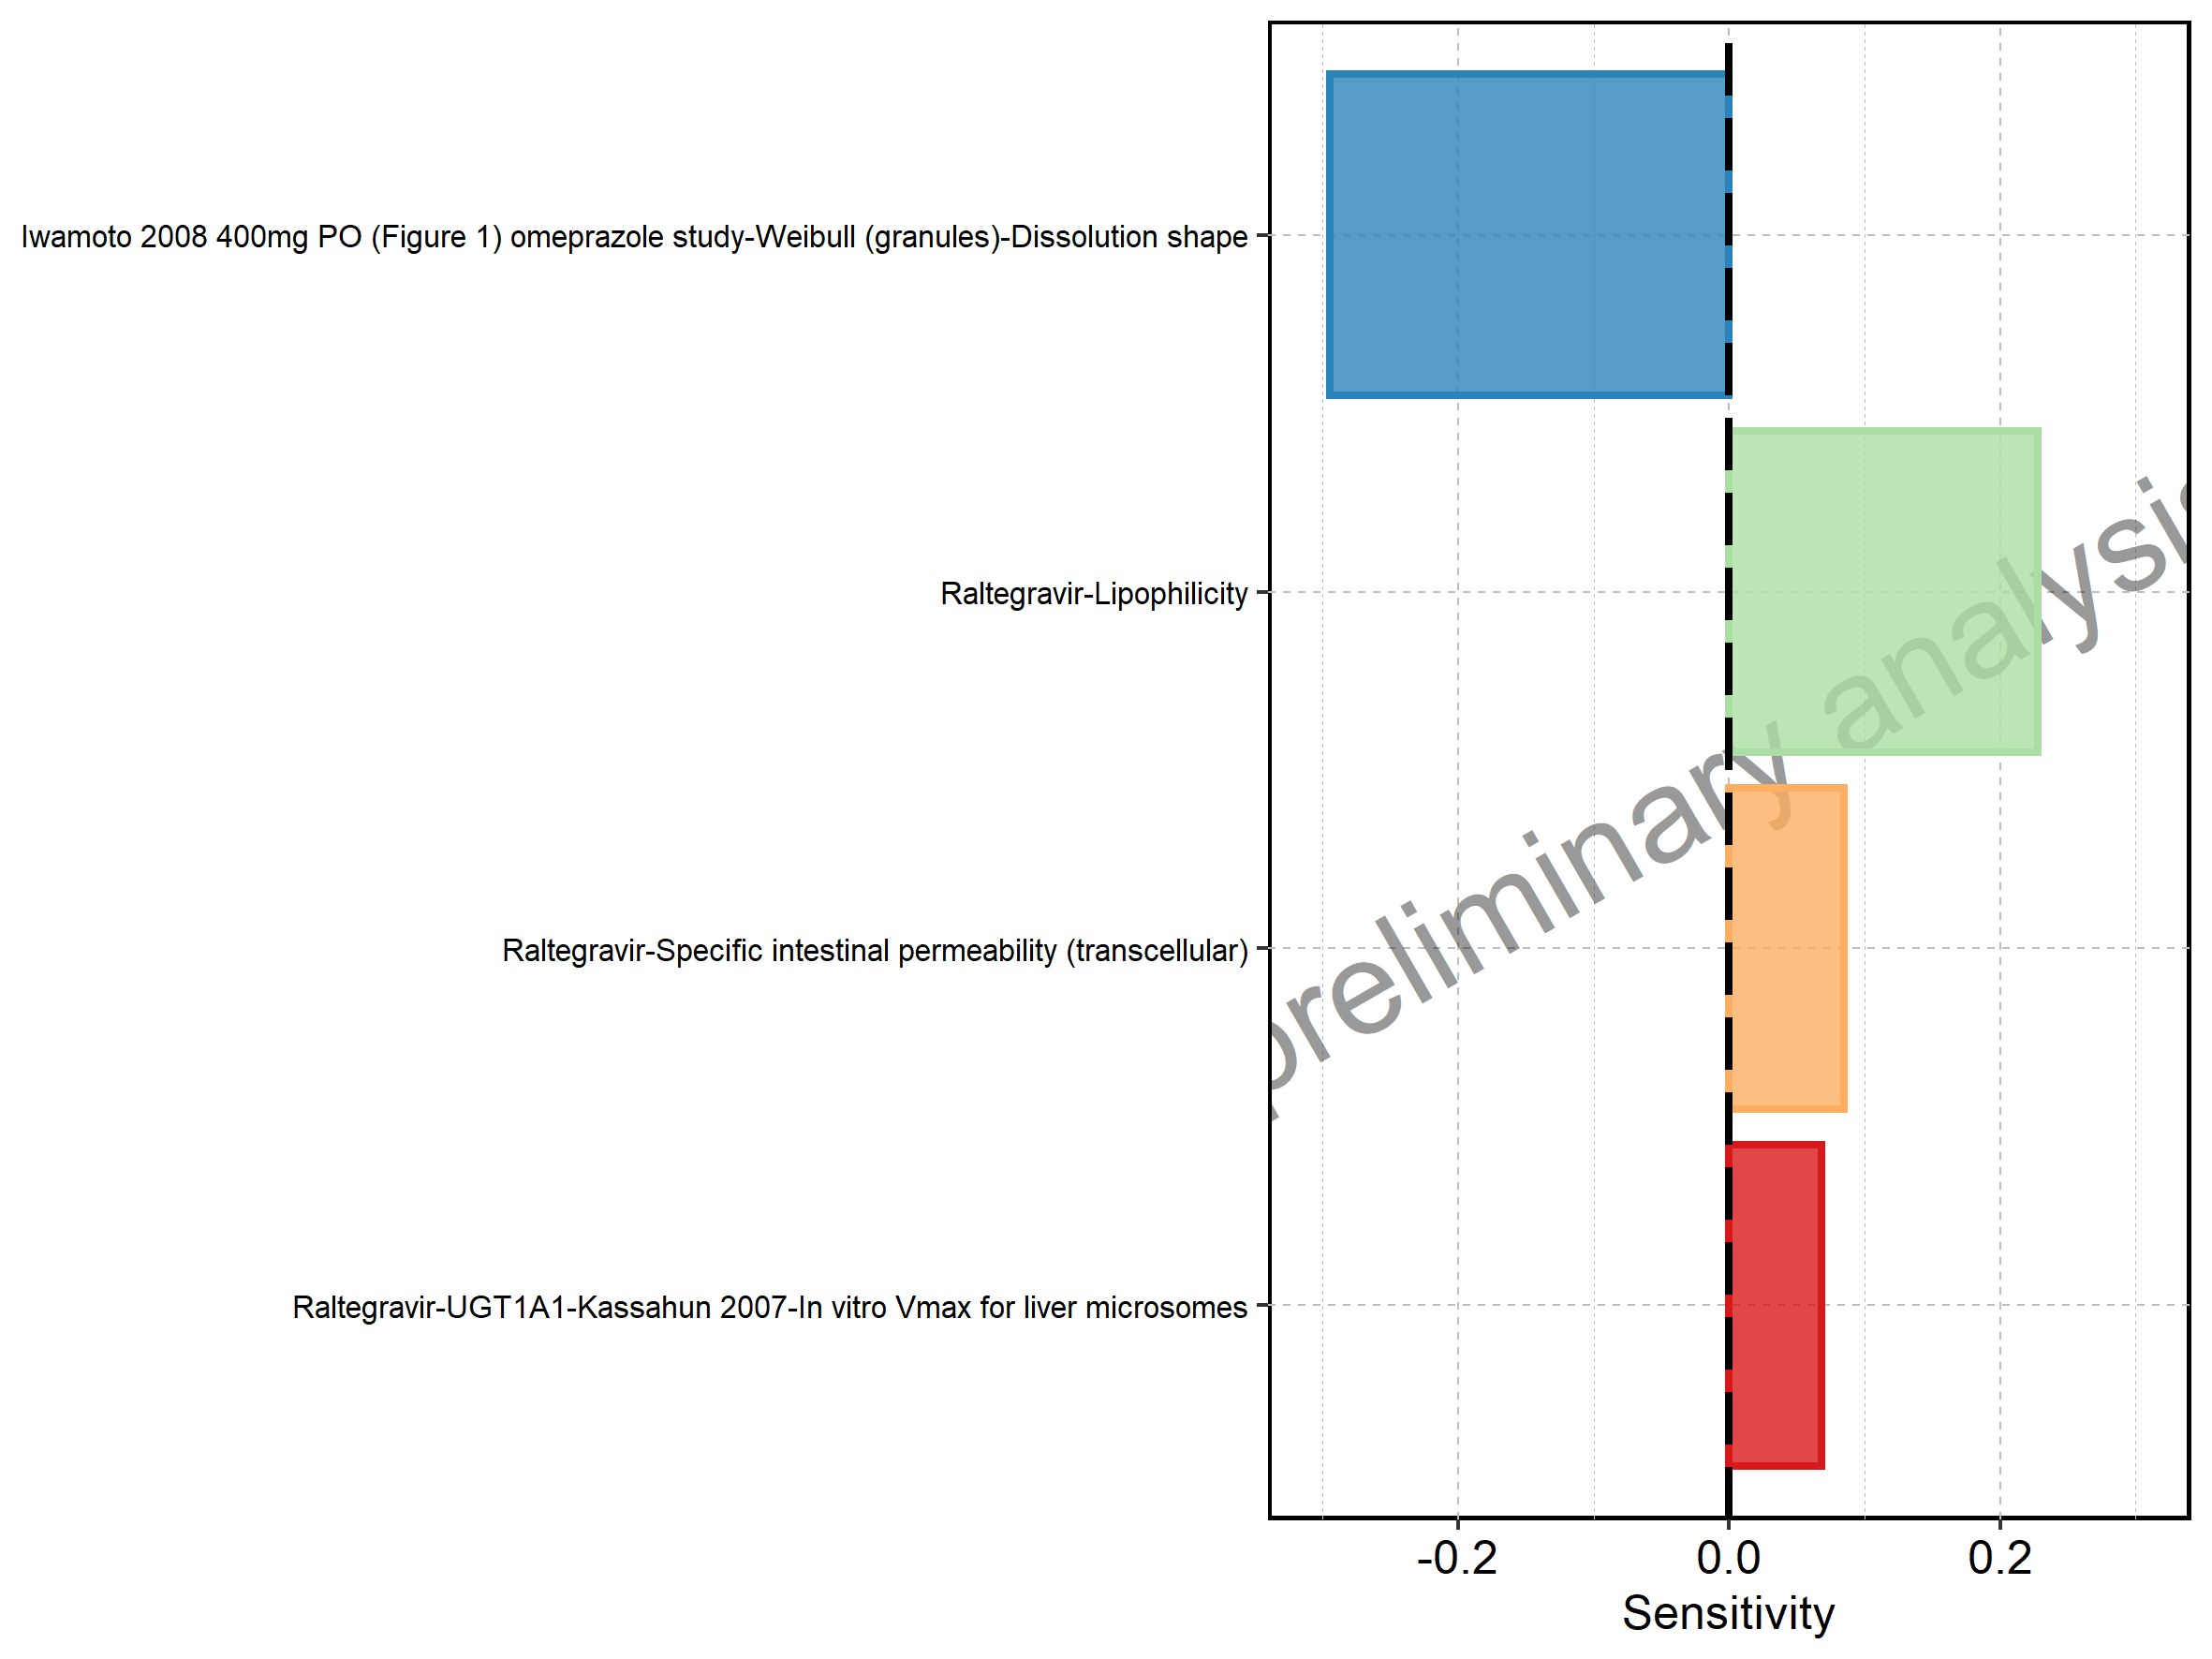 Iwamoto 2008 400mg PO (Figure 1) omeprazole study-Weibull (granules)-Dissolution shape
Raltegravir-Lipophilicity
Raltegravir-Specific intestinal permeability (transcellular)
Raltegravir-UGT1A1-Kassahun 2007-In vitro Vmax for liver microsomes
preliminary analysis
-0.2
0.0
0.2
Sensitivity